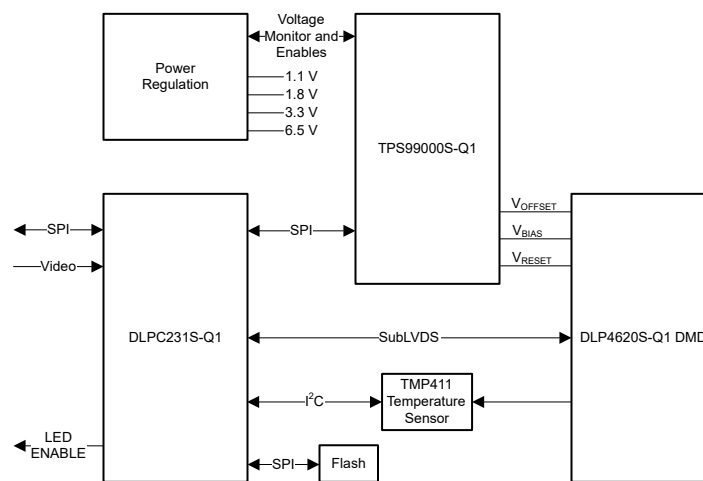 Voltage
Monitor and
Enables
Power
Regulation
1.1 V
1.8 V
3.3 V
6.5 V
TPS99000S-Q1
VOFFSET
VBIAS
VRESET
SPI
SPI
Video
DLPC231S-Q1
SubLVDS
DLP4620S-Q1 DMD
I²C
TMP411
Temperature
Sensor
LED
ENABLE
SPI
Flash